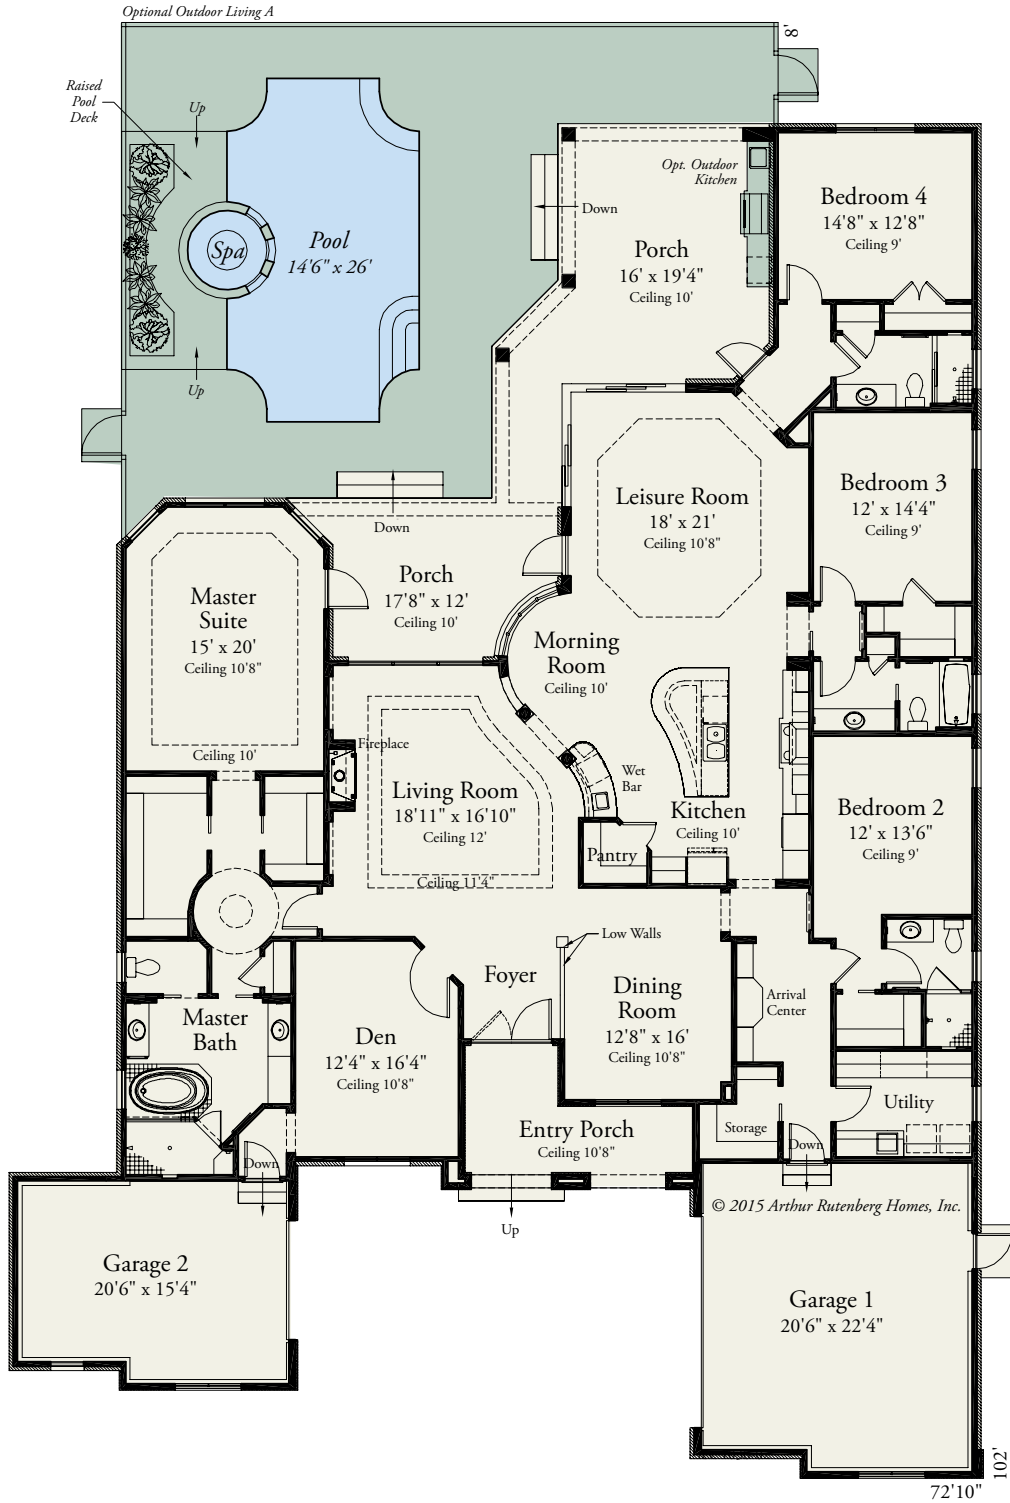 Optional Outdoor Living A
8'
Raised
Pool
Deck
Up
Spa
Pool
14'6" x 26'
Up
Down
Opt. Outdoor
Kitchen
Porch
16' x 19'4"
Ceiling 10'
Bedroom 4
14'8" x 12'8"
Ceiling 9'
Leisure Room
18' x 21'
Ceiling 10'8"
Bedroom 3
12' x 14'4"
Ceiling 9'
Down
Porch
17'8" x 12'
Ceiling 10'
Master
Suite
15' x 20'
Ceiling 10'8"
Ceiling 10'
Morning
Room
Ceiling 10'
Fireplace
Living Room
18'11" x 16'10"
Ceiling 12'
Ceiling 11'4"
Wet
Bar
Kitchen
Ceiling 10'
Pantry
Bedroom 2
12' x 13'6"
Ceiling 9'
Low Walls
Foyer
Dining
Room
12'8" x 16'
Ceiling 10'8"
Arrival
Center
Master
Bath
Den
12'4" x 16'4"
Ceiling 10'8"
Entry Porch
Ceiling 10'8"
Utility
Storage
Down
Down
Up
© 2015 Arthur Rutenberg Homes, Inc.
Garage 2
20'6" x 15'4"
Garage 1
20'6" x 22'4"
102'
72'10"